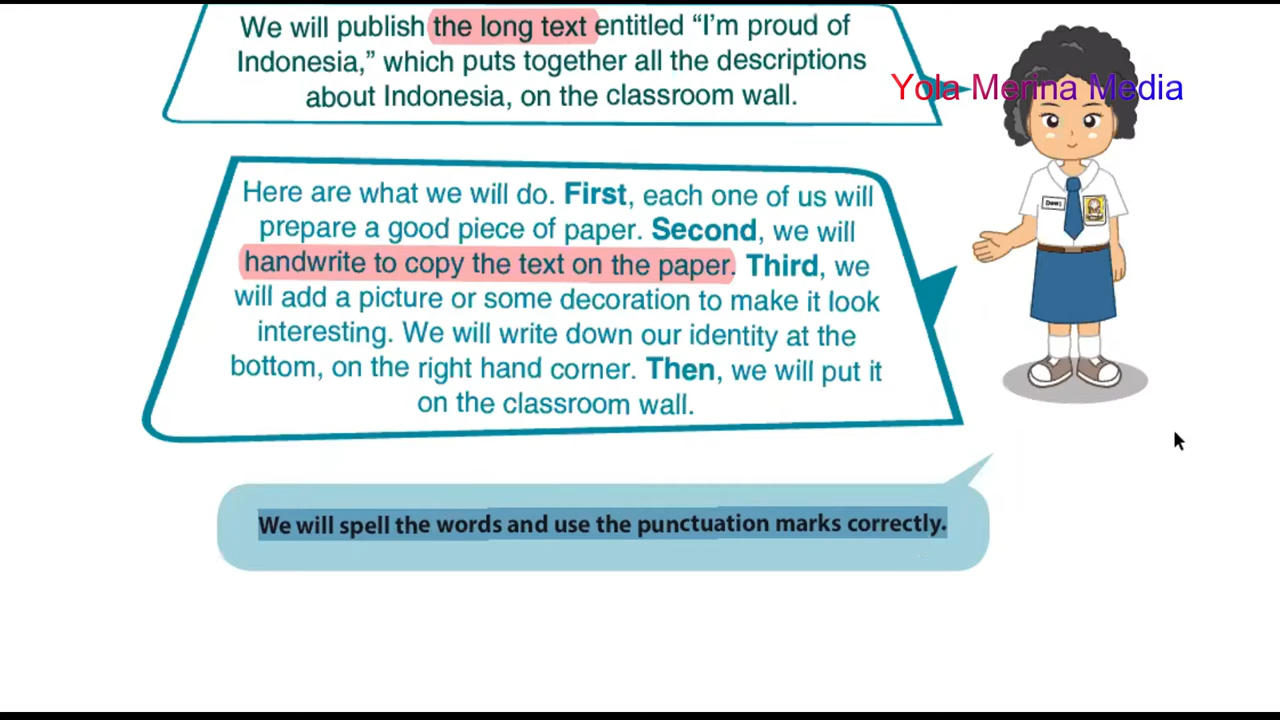 We will publish the long text entitled “I’m proud of
Indonesia,” which puts together all the descriptions
about Indonesia, on the classroom wall.
Yola Merina Media
Here are what we will do. First, each one of us will
prepare a good piece of paper. Second, we will
handwrite to copy the text on the paper. Third, we
will add a picture or some decoration to make it look
interesting. We will write down our identity at the
bottom, on the right hand corner. Then, we will put it
on the classroom wall.
Dewi
We will spell the words and use the punctuation marks correctly.